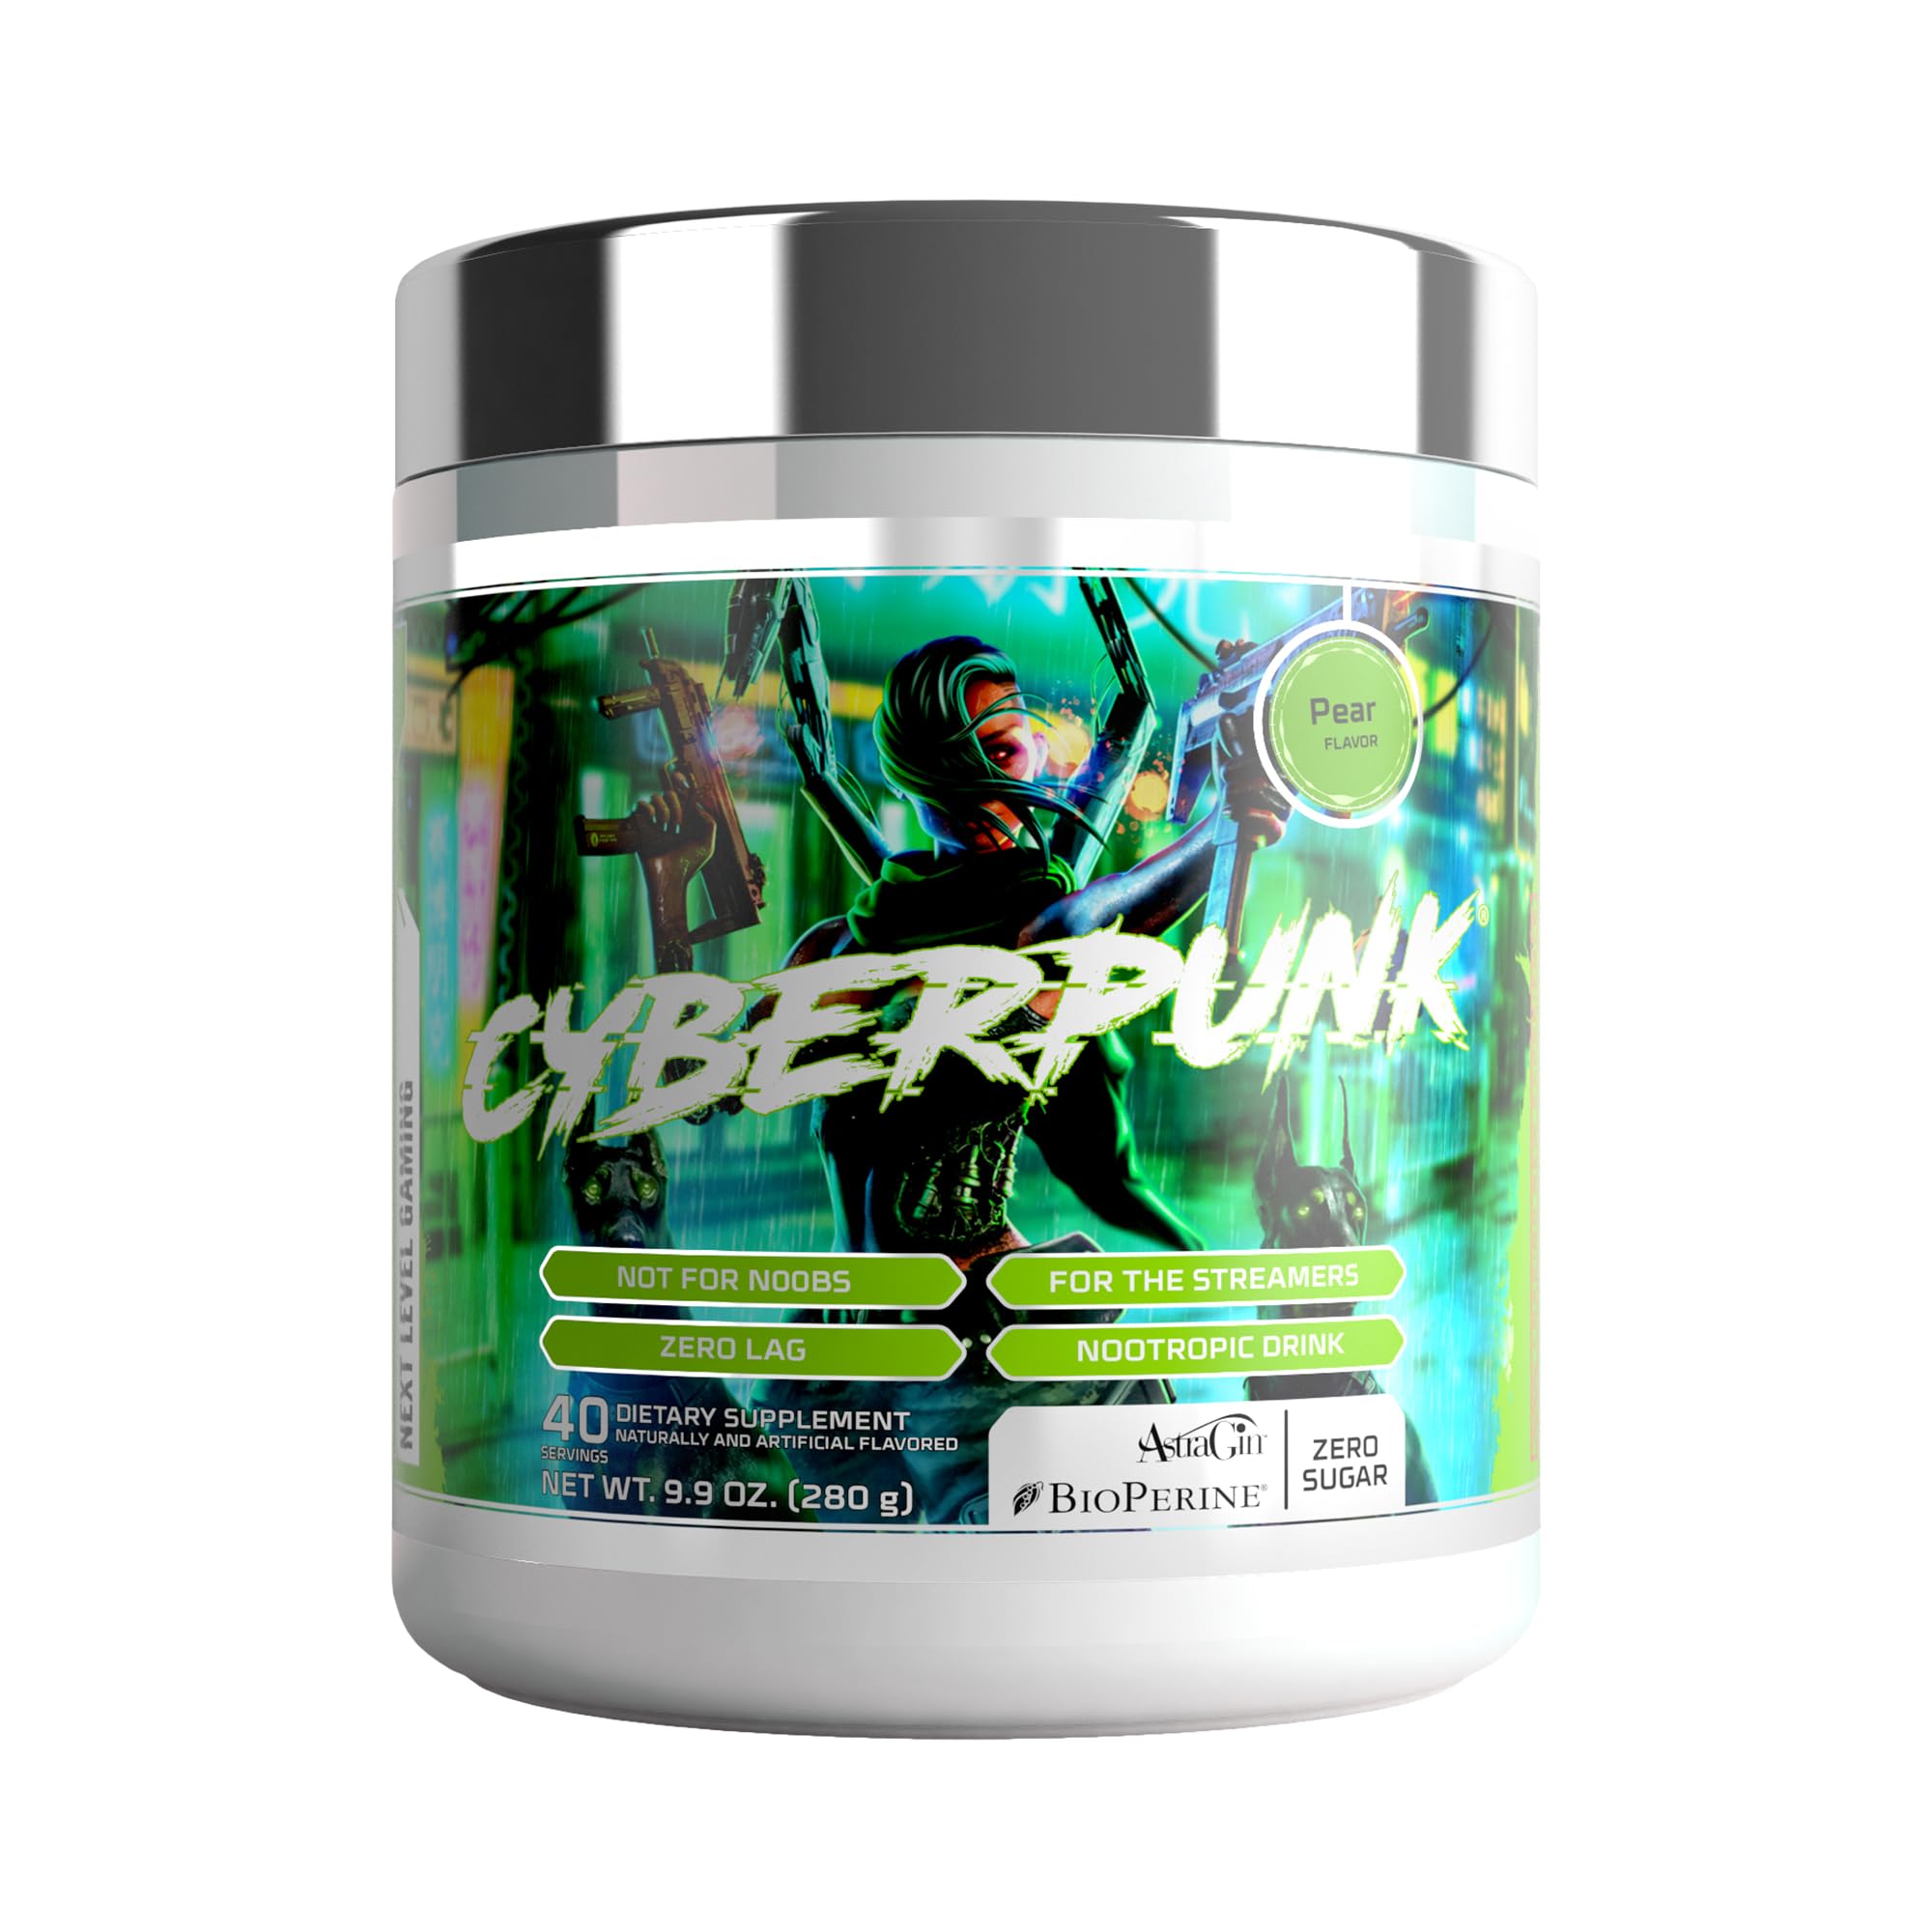 Pear
FLAVOR
CYBERPUNK®
NEXT LEVEL GAMING
NOT FOR NOOBS
FOR THE STREAMERS
ZERO LAG
NOOTROPIC DRINK
40
SERVINGS
DIETARY SUPPLEMENT
NATURALLY AND ARTIFICIAL FLAVORED
NET WT. 9.9 OZ. (280 g)
AstraGin™
BIOPERINE®
ZERO
SUGAR